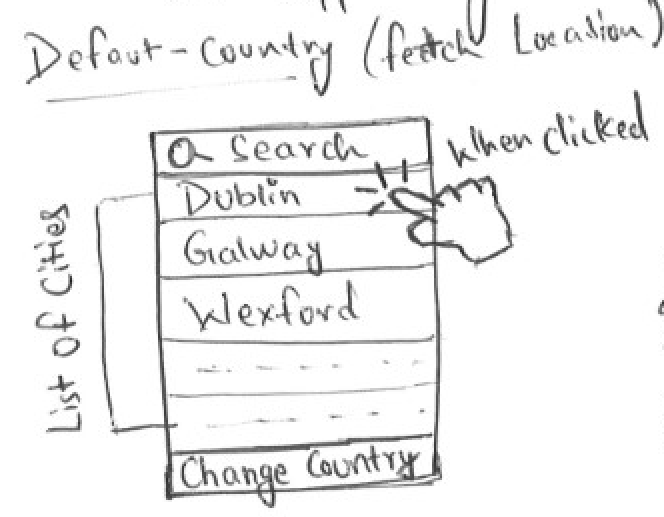 Defaut-Country (fetch Location)
Search
When clicked
Dublin
Galway
Wexford
List of Cities
Change Country